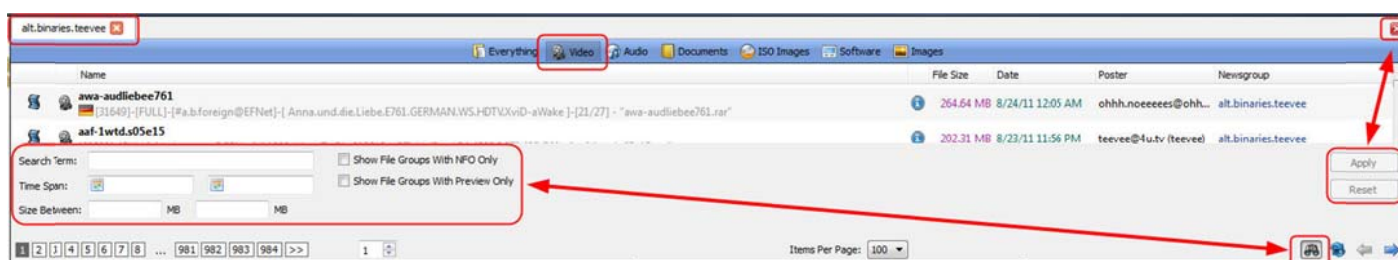 alt.binaries.teevee
Everything Video Audio Documents ISO Images Software Images
Name File Size Date Poster Newsgroup
awa-audliebee761
[31649]-[FULL]-[#a.b.foreign@EFNet]-[ Anna.und.die.Liebe.E761.GERMAN.WS.HDTV.XviD-aWake ]-[21/27] - "awa-audliebee761.rar"
264.64 MB 8/24/11 12:05 AM ohhh.noeeeees@ohh... alt.binaries.teevee
aaf-1wtd.s05e15
202.31 MB 8/23/11 11:56 PM teevee@4u.tv (teevee) alt.binaries.teevee
Search Term: Show File Groups With NFO Only Apply
Time Span: Show File Groups With Preview Only Reset
Size Between: MB MB
1 2 3 4 5 6 7 8 ... 981 982 983 984 >> 1 Items Per Page: 100